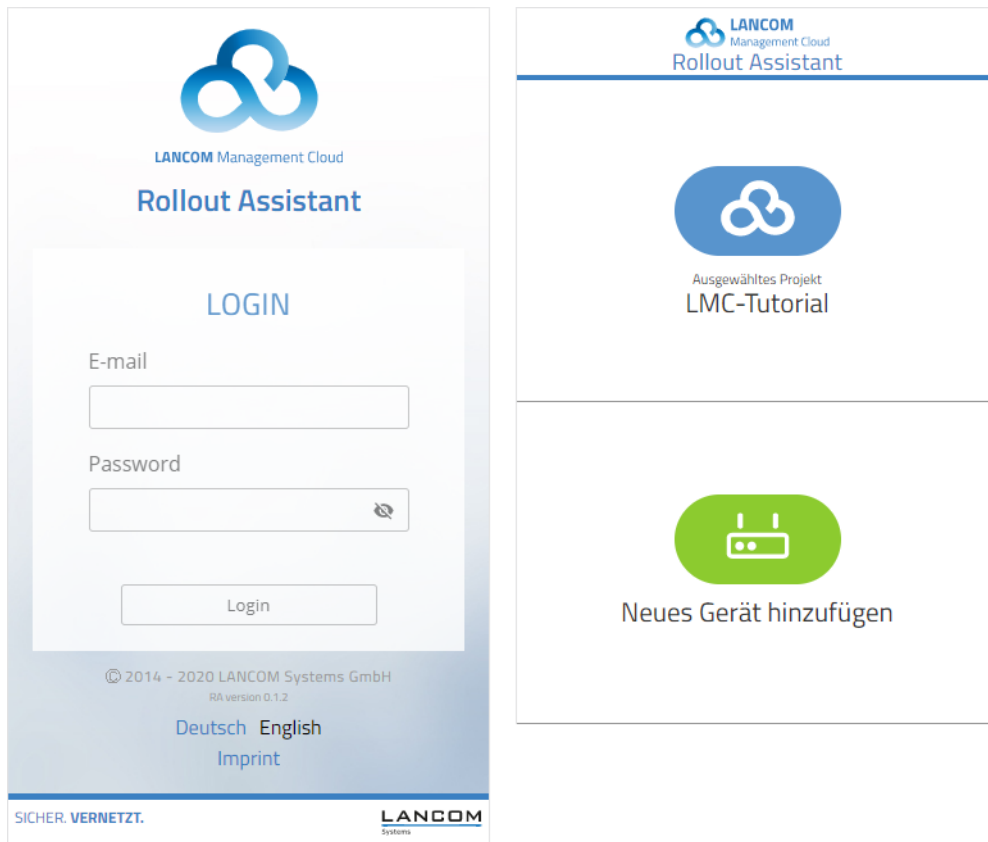 LANCOM Management Cloud
Rollout Assistant
LOGIN
E-mail
Password
Login
© 2014 - 2020 LANCOM Systems GmbH
RA version 0.1.2
Deutsch English
Imprint
SICHER. VERNETZT.
LANCOM
Systems
LANCOM
Management Cloud
Rollout Assistant
Ausgewähltes Projekt
LMC-Tutorial
Neues Gerät hinzufügen